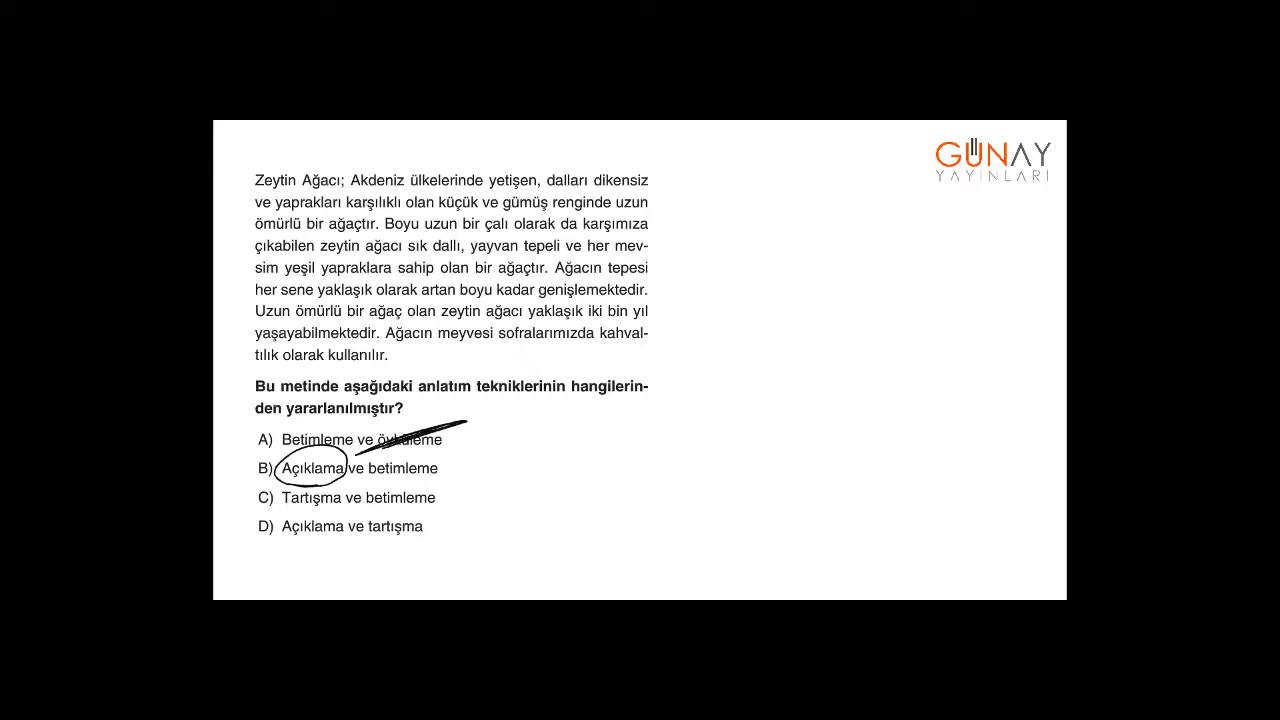 GÜNAY
YAYINLARI
Zeytin Ağacı; Akdeniz ülkelerinde yetişen, dalları dikensiz
ve yaprakları karşılıklı olan küçük ve gümüş renginde uzun
ömürlü bir ağaçtır. Boyu uzun bir çalı olarak da karşımıza
çıkabilen zeytin ağacı sık dallı, yayvan tepeli ve her mev-
sim yeşil yapraklara sahip olan bir ağaçtır. Ağacın tepesi
her sene yaklaşık olarak artan boyu kadar genişlemektedir.
Uzun ömürlü bir ağaç olan zeytin ağacı yaklaşık iki bin yıl
yaşayabilmektedir. Ağacın meyvesi sofralarımızda kahval-
tılık olarak kullanılır.
Bu metinde aşağıdaki anlatım tekniklerinin hangilerin-
den yararlanılmıştır?
A) Betimleme ve öyküleme
B) Açıklama ve betimleme
C) Tartışma ve betimleme
D) Açıklama ve tartışma